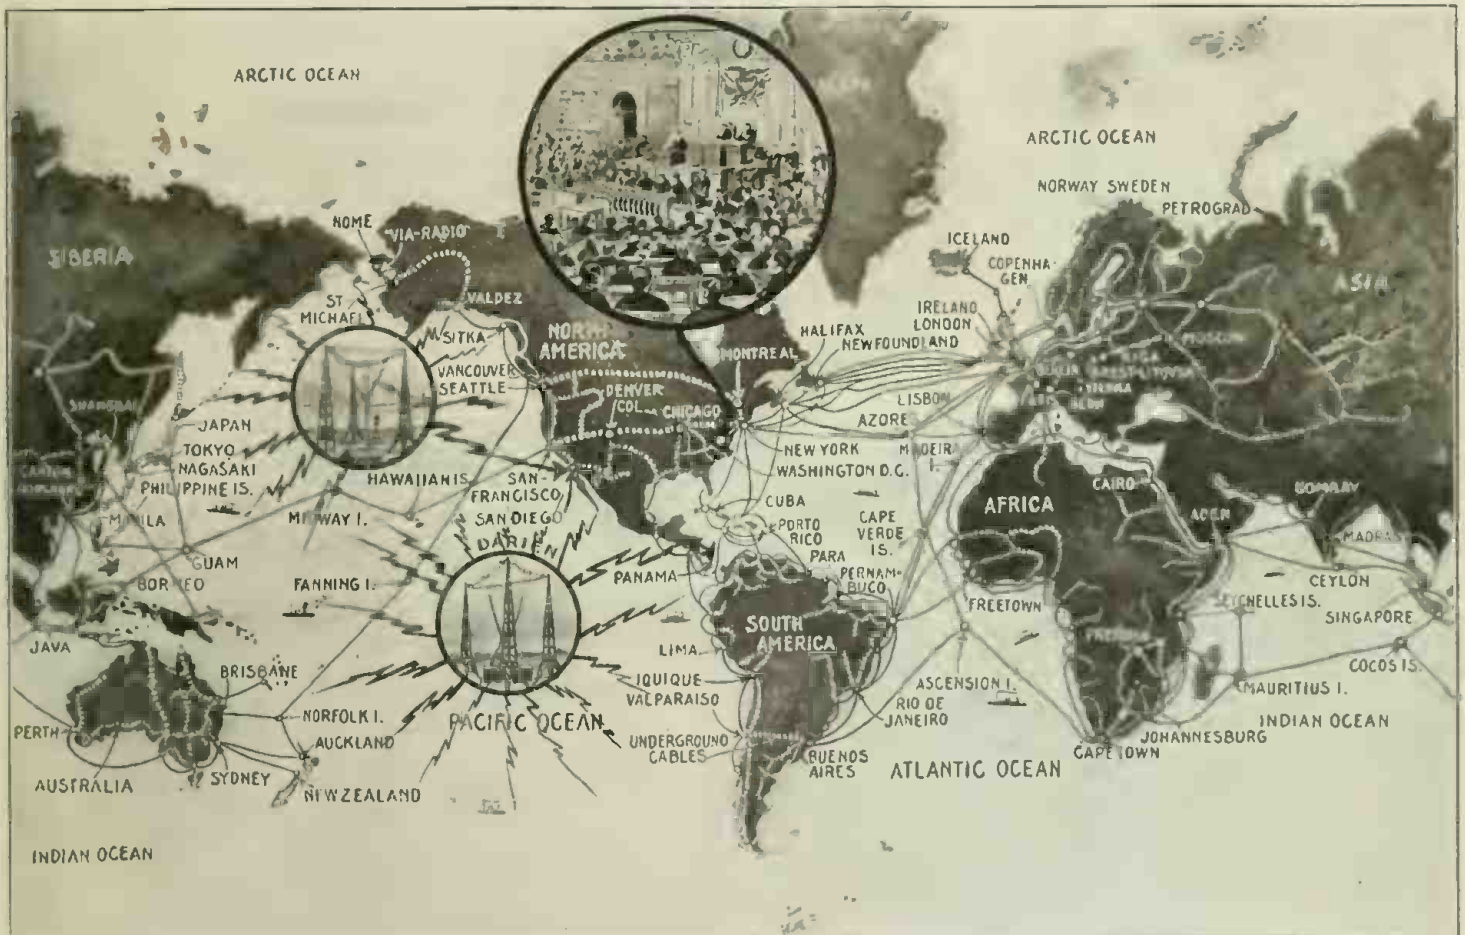 ARCTIC OCEAN
ARCTIC OCEAN
NORWAY SWEDEN
PETROGRAD
NOME
"VIA-RADIO"
ICELAND
COPENHA-
GEN
SIBERIA
ASIA
ST
MICHAEL
VALDEZ
SITKA
NORTH
AMERICA
IRELAND
LONDON
HALIFAX
NEWFOUNDLAND
MONTREAL
MOSCOW
RIGA
VANCOUVER
SEATTLE
DENVER
COL.
CHICAGO
LISBON
SHANGHAI
JAPAN
TOKYO
NAGASAKI
PHILIPPINE IS.
AZORE
MADEIRA
I.
NEW YORK
WASHINGTON D.C.
HAWAIIAN IS.
SAN-
FRANCISCO
SAN DIEGO
MIDWAY I.
CUBA
PORTO
RICO
CAPE
VERDE
IS.
AFRICA
CAIRO
ADEN
BOMBAY
MADRAS
MANILA
GUAM
DARIEN
PARA
PERNAM-
BUCO
PANAMA
CEYLON
BORNEO
FANNING I.
FREETOWN
SEYCHELLES IS.
SINGAPORE
SOUTH
AMERICA
JAVA
LIMA
COCOS IS.
BRISBANE
IQUIQUE
VALPARAISO
ASCENSION I.
RIO DE
JANEIRO
MAURITIUS I.
INDIAN OCEAN
PERTH
NORFOLK I.
AUCKLAND
PACIFIC OCEAN
UNDERGROUND
CABLES
BUENOS
AIRES
JOHANNESBURG
CAPE TOWN
ATLANTIC OCEAN
AUSTRALIA
SYDNEY
NEW ZEALAND
INDIAN OCEAN